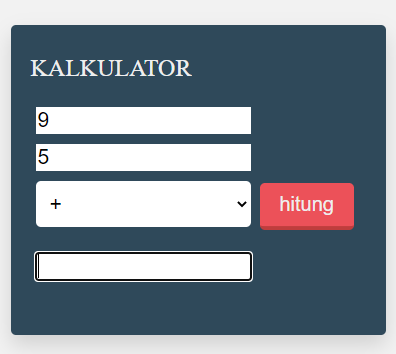 KALKULATOR
9
5
+
hitung